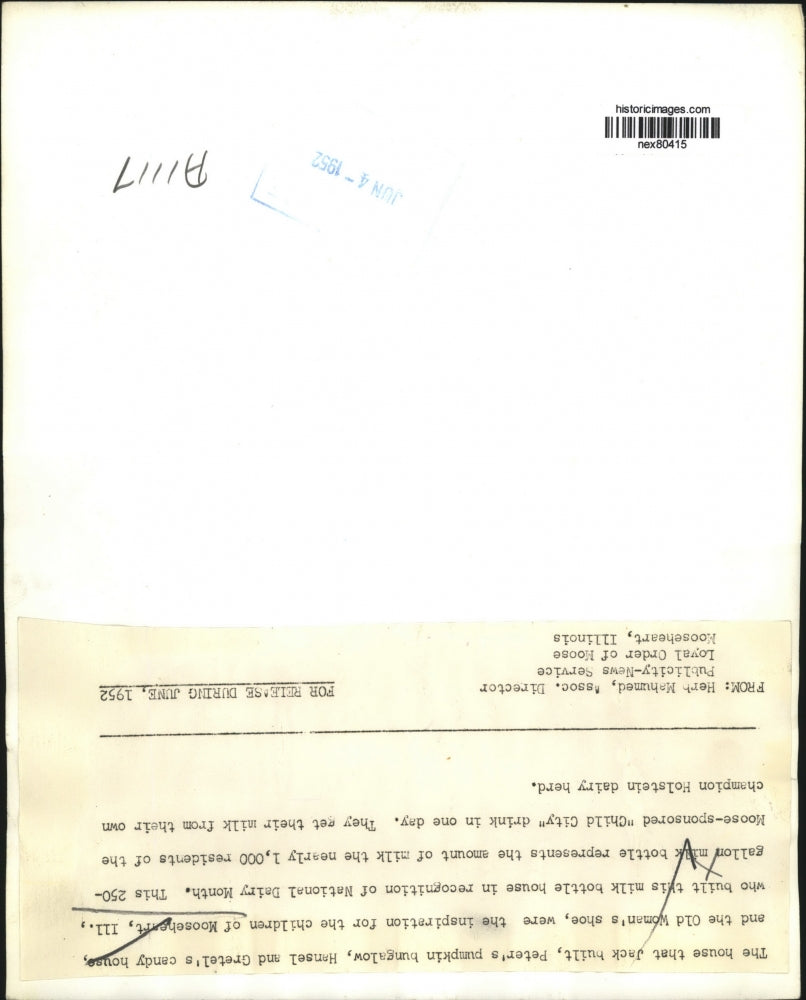 historicimages.com
nex80415
A1117
JUN 4 - 1952
The house that Jack built, Peter's pumpkin bungalow, Hansel and Gretel's candy house,
and the Old Woman's shoe, were the inspiration for the children of Mooseheart, Ill.,
who built this milk bottle house in recognition of National Dairy Month. This 250-
gallon milk bottle represents the amount of milk the nearly 1,000 residents of the
Moose-sponsored "Child City" drink in one day. They get their milk from their own
champion Holstein dairy herd.
FROM: Herb Mahumed, Assoc. Director
Publicity-News Service
Loyal Order of Moose
Mooseheart, Illinois
FOR RELEASE DURING JUNE, 1952